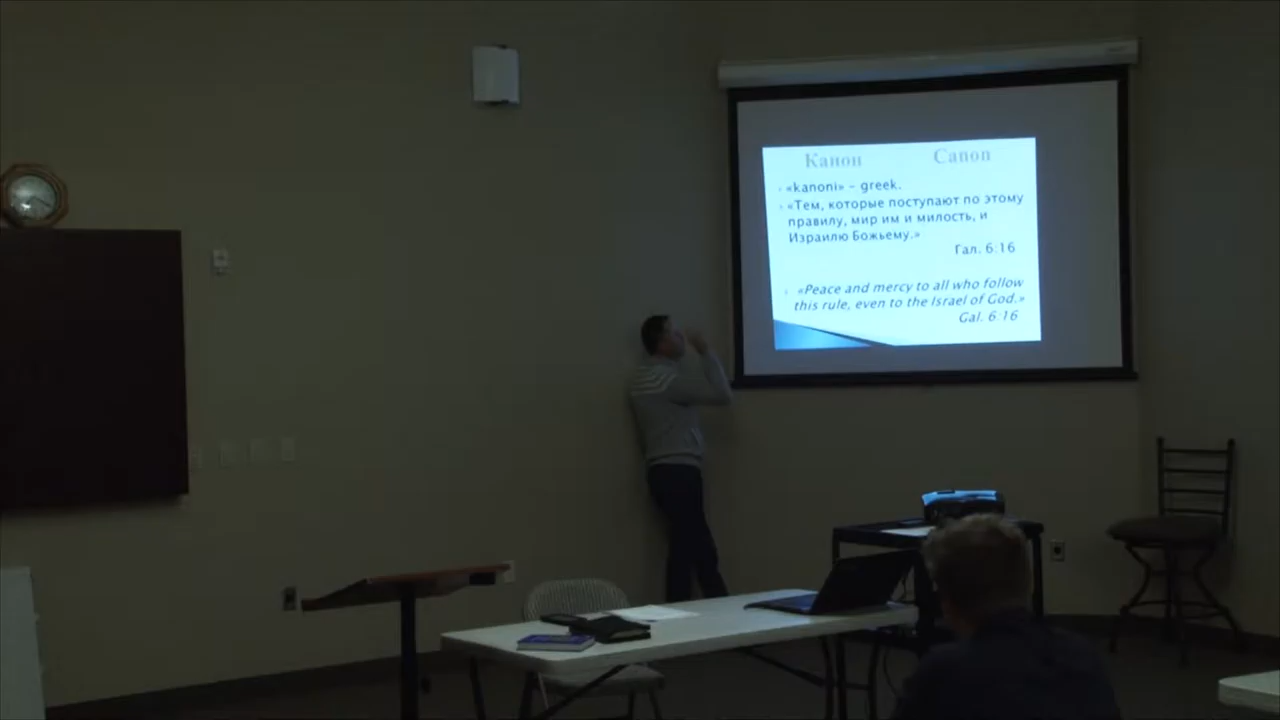 Канон Canon
«kanoni» – greek.
«Тем, которые поступают по этому
правилу, мир им и милость, и
Израилю Божьему.»
Гал. 6:16
«Peace and mercy to all who follow
this rule, even to the Israel of God.»
Gal. 6:16